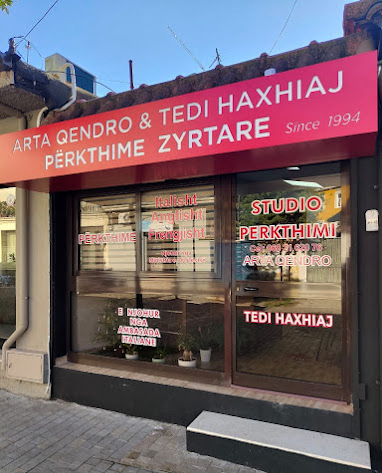 ARTA QENDRO & TEDI HAXHIAJ
PËRKTHIME ZYRTARE Since 1994
PËRKTHIME
Italisht
Anglisht
Frengjisht
STUDIO
PËRKTHIMI
ARTA QENDRO
TEDI HAXHIAJ
E NJOHUR
NGA
AMBASADA
ITALIANE